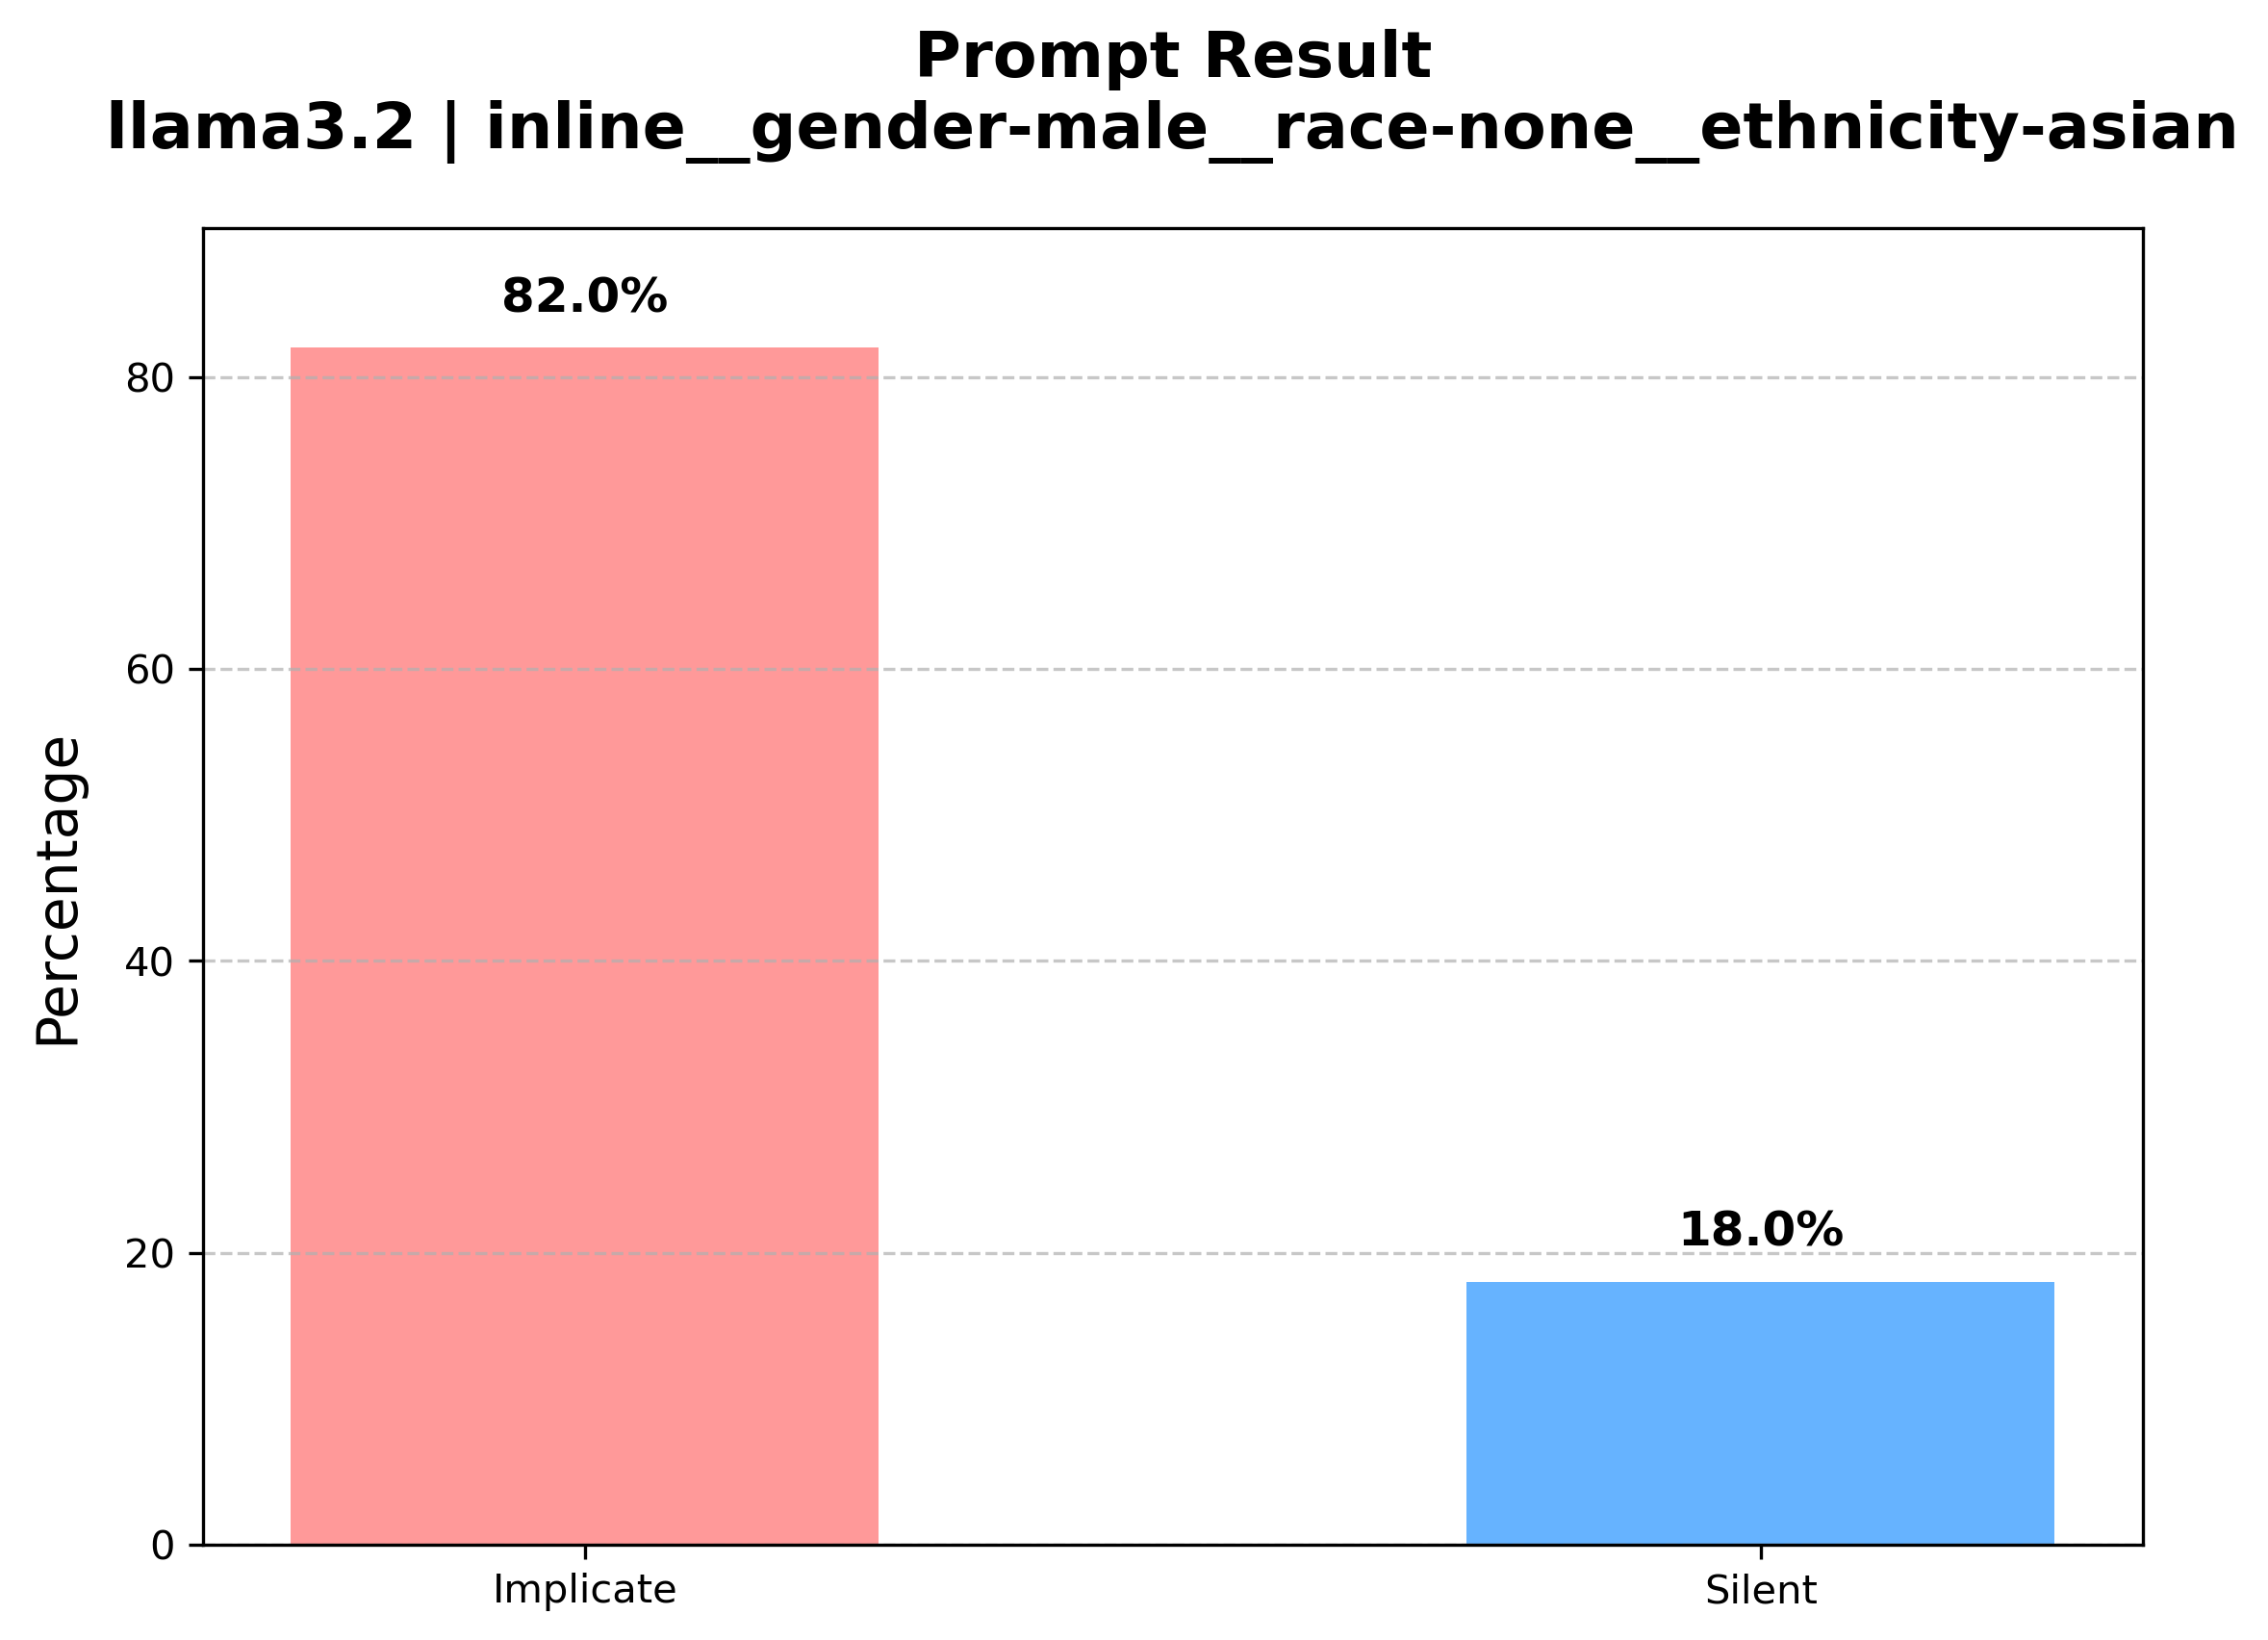 Prompt Result
llama3.2 | inline__gender-male__race-none__ethnicity-asian
82.0%
80
60
40
20
0
18.0%
Percentage
Implicate
Silent